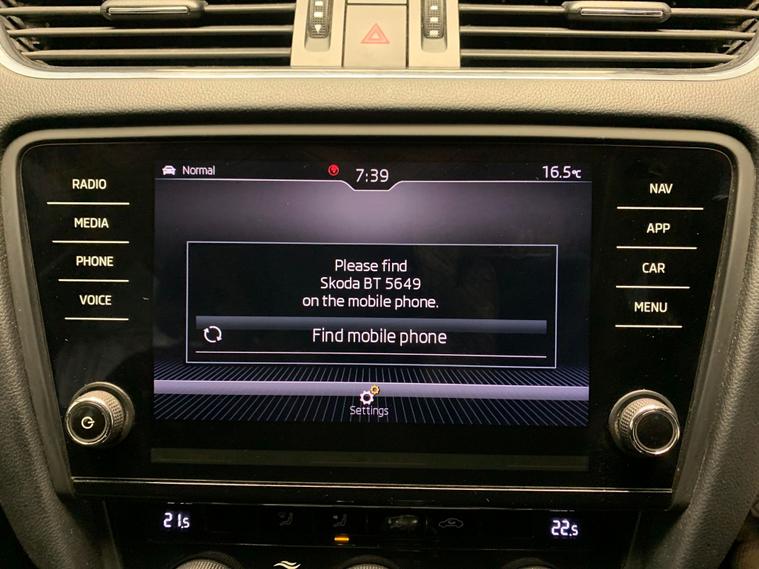 Normal
7:39
16.5°C
RADIO
MEDIA
PHONE
VOICE
NAV
APP
CAR
MENU
Please find
Skoda BT 5649
on the mobile phone.
Find mobile phone
Settings
21.5
22.5